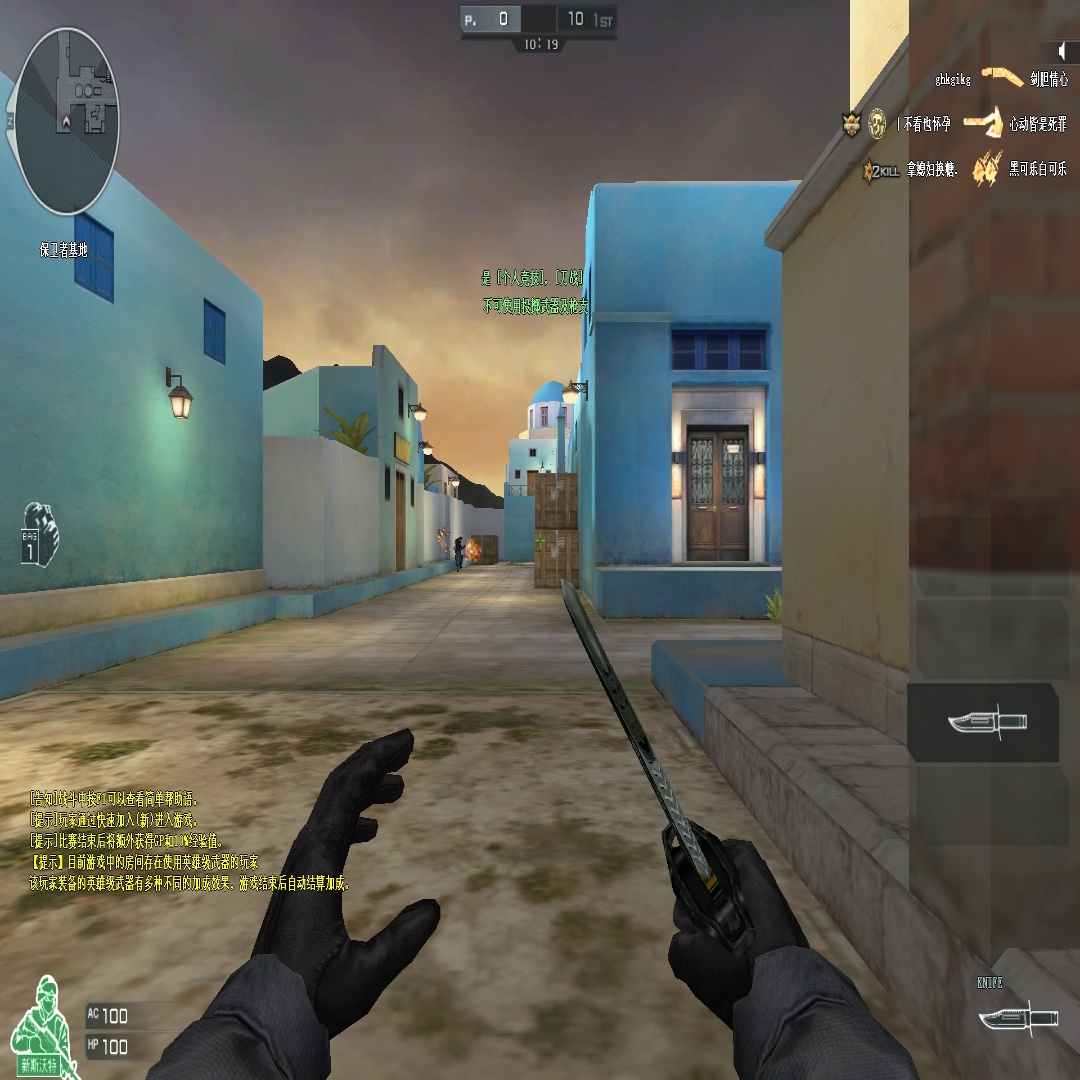 P. 0 10 1ST
10:19
ghkgikg 剑胆情心
丨不看也怀孕 心动皆是死罪
2KILL 拿媳妇换糖. 黑可乐白可乐
N
保卫者基地
是 [个人竞技], [刀战]
不可使用投掷武器及枪支
BAG
1
[告知]战斗中按F1可以查看简单帮助语。
[提示]玩家通过快速加入(新)进入游戏。
[提示]比赛结束后将额外获得GP和10%经验值。
【提示】目前游戏中的房间存在使用英雄级武器的玩家
该玩家装备的英雄级武器有多种不同的加成效果, 游戏结束后自动结算加成。
KNIFE
AC 100
HP 100
新斯沃特